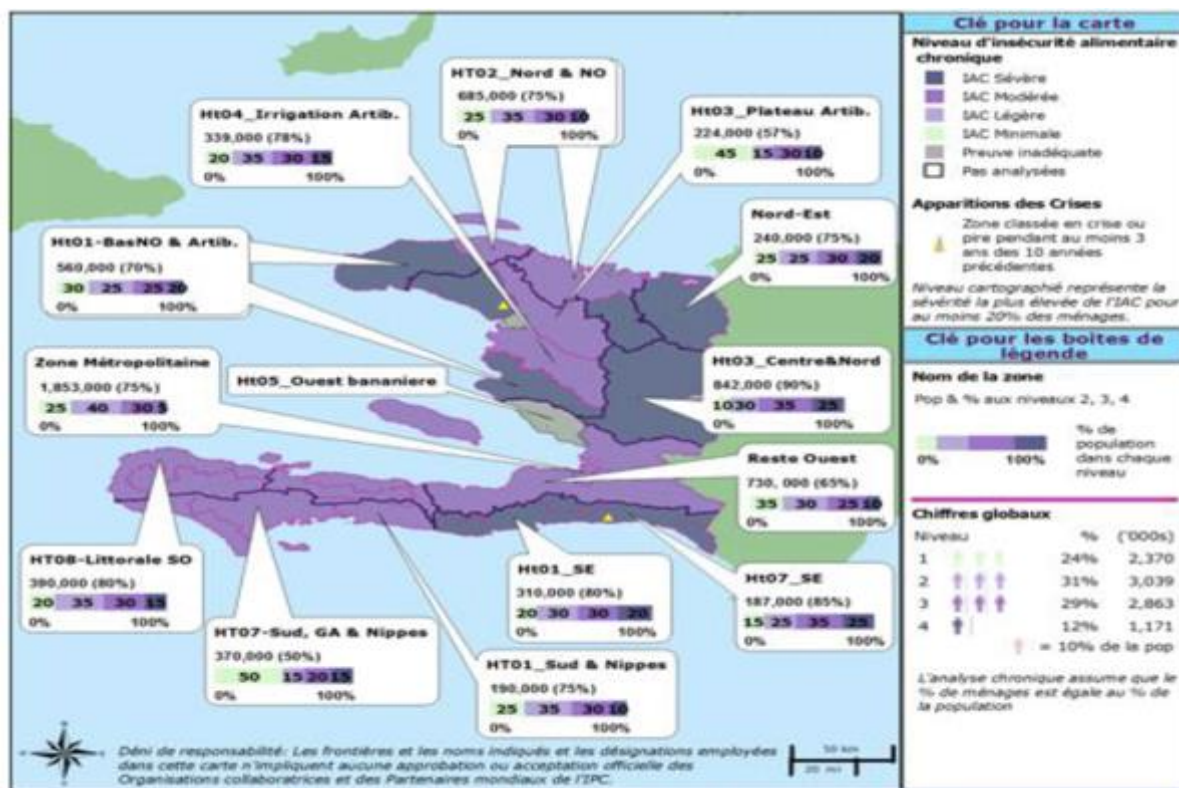 HT02_Nord & NO
685,000 (75%)
25 35 30 10
0% 100%
Ht04_Irrigation Artib.
339,000 (78%)
20 35 30 15
0% 100%
Ht03_Plateau Artib.
224,000 (57%)
45 15 30 10
0% 100%
Ht01-BasNO & Artib.
560,000 (70%)
30 25 25 20
0% 100%
Nord-Est
240,000 (75%)
25 25 30 20
0% 100%
Zone Métropolitaine
1,853,000 (75%)
25 40 30 5
0% 100%
Ht05_Ouest bananiere
Ht03_Centre&Nord
842,000 (90%)
10 30 35 25
0% 100%
Reste Ouest
730, 000 (65%)
35 30 25 10
0% 100%
HT08-Littorale SO
390,000 (80%)
20 35 30 15
0% 100%
HT07-Sud, GA & Nippes
370,000 (50%)
50 15 20 15
0% 100%
Ht01_SE
310,000 (80%)
20 30 30 20
0% 100%
HT01_Sud & Nippes
190,000 (75%)
25 35 30 10
0% 100%
Ht07_SE
187,000 (85%)
15 25 35 25
0% 100%
Déni de responsabilité: Les frontières et les noms indiqués et les désignations employées
dans cette carte n'impliquent aucune approbation ou acceptation officielle des
Organisations collaboratrices et des Partenaires mondiaux de l'IPC.
50 km
20 mi
Clé pour la carte
Niveau d'insécurité alimentaire
chronique
IAC Sévère
IAC Modérée
IAC Légère
IAC Minimale
Preuve inadéquate
Pas analysées
Apparitions des Crises
Zone classée en crise ou
pire pendant au moins 3
ans des 10 années
précédentes
Niveau cartographié représente la
sévérité la plus élevée de l'IAC pour
au moins 20% des ménages.
Clé pour les boîtes de
légende
Nom de la zone
Pop & % aux niveaux 2, 3, 4
% de
population
dans chaque
niveau
0% 100%
Chiffres globaux
Niveau % ('000s)
1 24% 2,370
2 31% 3,039
3 29% 2,863
4 12% 1,171
= 10% de la pop
L'analyse chronique assume que le
% de ménages est égale au % de
la population